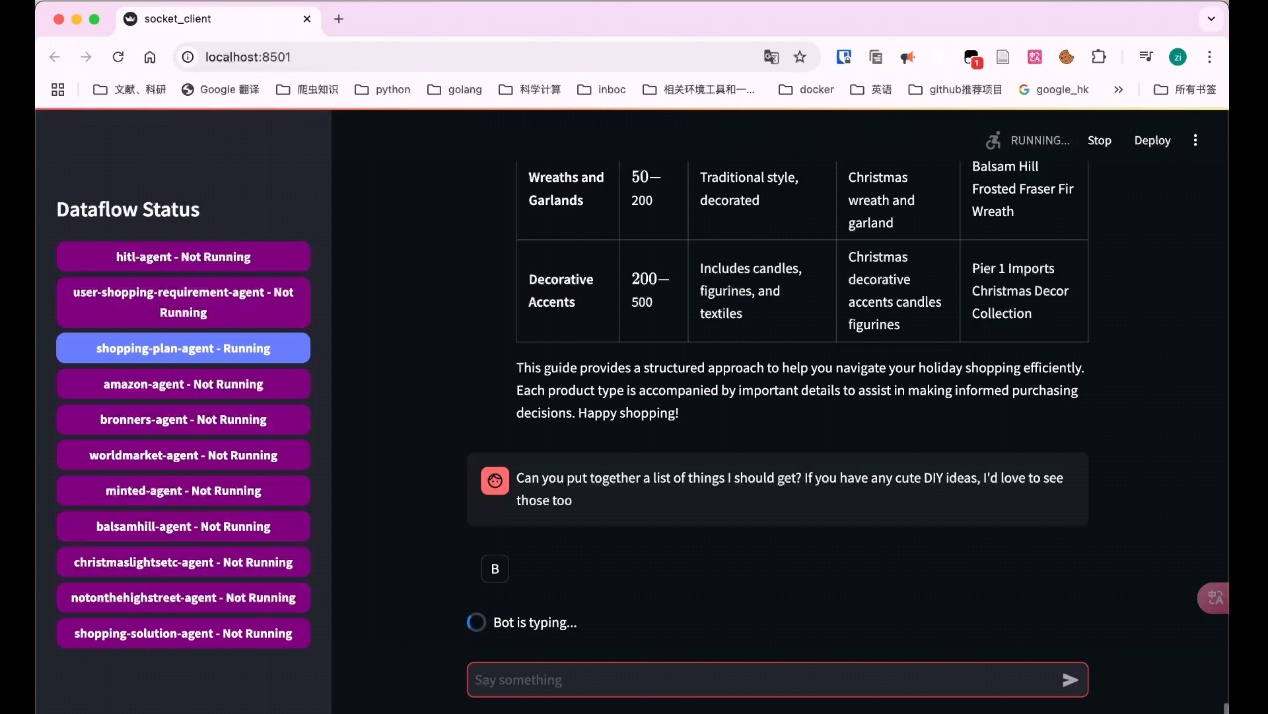 socket_client
localhost:8501
1
zi
文献、科研
Google 翻译
爬虫知识
python
golang
科学计算
inboc
相关环境工具和一...
docker
英语
github推荐项目
google_hk
所有书签
RUNNING...
Stop
Deploy
Dataflow Status
hitl-agent - Not Running
user-shopping-requirement-agent - Not
Running
shopping-plan-agent - Running
amazon-agent - Not Running
bronners-agent - Not Running
worldmarket-agent - Not Running
minted-agent - Not Running
balsamhill-agent - Not Running
christmaslightsetc-agent - Not Running
notonthehighstreet-agent - Not Running
shopping-solution-agent - Not Running
Wreaths and
Garlands
50—
200
Traditional style,
decorated
Christmas
wreath and
garland
Balsam Hill
Frosted Fraser Fir
Wreath
Decorative
Accents
200—
500
Includes candles,
figurines, and
textiles
Christmas
decorative
accents candles
figurines
Pier 1 Imports
Christmas Decor
Collection
This guide provides a structured approach to help you navigate your holiday shopping efficiently.
Each product type is accompanied by important details to assist in making informed purchasing
decisions. Happy shopping!
Can you put together a list of things I should get? If you have any cute DIY ideas, I'd love to see
those too
B
Bot is typing...
Say something